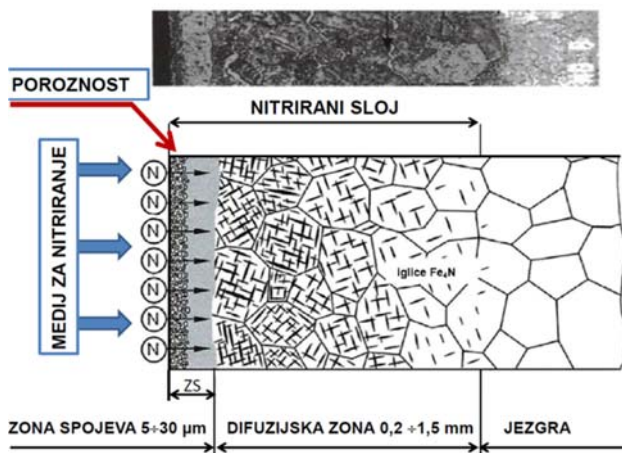 POROZNOST
NITRIRANI SLOJ
MEDIJ ZA NITRIRANJE
N
N
N
N
N
N
N
Iglice Fe₄N
ZS
ZONA SPOJEVA 5÷30 µm
DIFUZIJSKA ZONA 0,2 ÷1,5 mm
JEZGRA